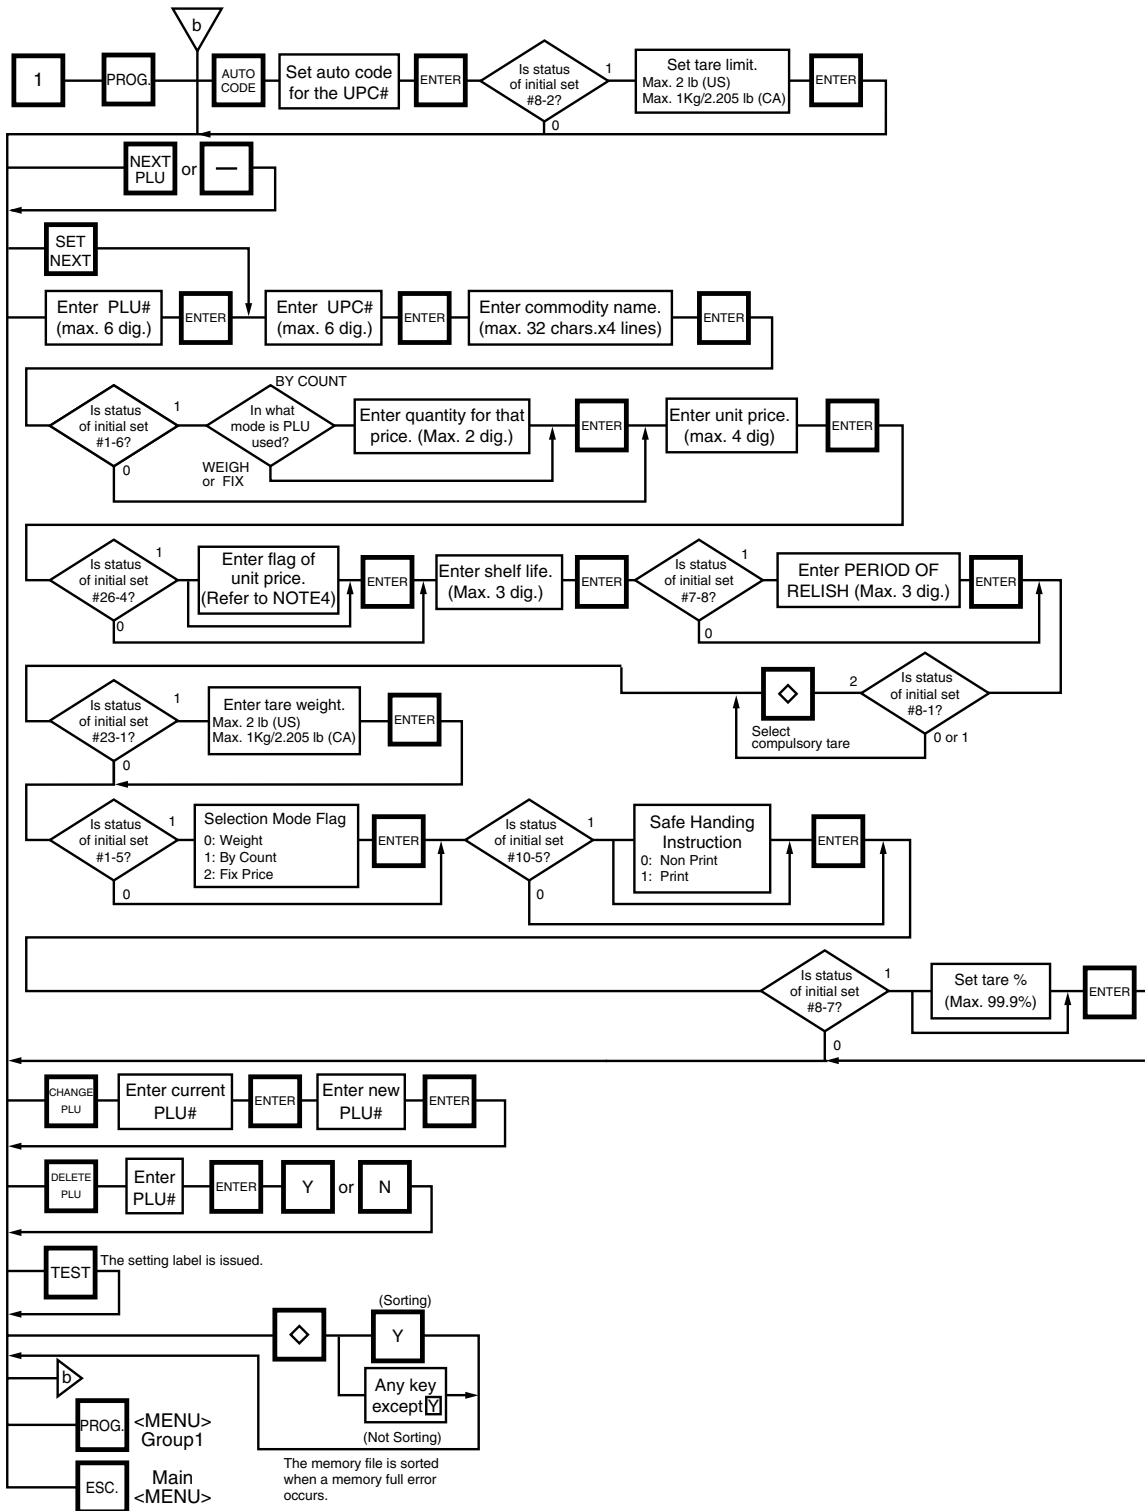 b
1
PROG.
AUTO
CODE
Set auto code
for the UPC#
ENTER
Is status
of initial set
#8-2?
1
0
Set tare limit.
Max. 2 lb (US)
Max. 1Kg/2.205 lb (CA)
ENTER
NEXT
PLU
or
—
SET
NEXT
Enter PLU#
(max. 6 dig.)
ENTER
Enter UPC#
(max. 6 dig.)
ENTER
Enter commodity name.
(max. 32 chars.x4 lines)
ENTER
Is status
of initial set
#1-6?
1
0
BY COUNT
In what
mode is PLU
used?
WEIGH
or FIX
Enter quantity for that
price. (Max. 2 dig.)
ENTER
Enter unit price.
(max. 4 dig)
ENTER
Is status
of initial set
#26-4?
1
0
Enter flag of
unit price.
(Refer to NOTE4)
ENTER
Enter shelf life.
(Max. 3 dig.)
ENTER
Is status
of initial set
#7-8?
1
0
Enter PERIOD OF
RELISH (Max. 3 dig.)
ENTER
Is status
of initial set
#8-1?
2
0 or 1
Select
compulsory tare
Is status
of initial set
#23-1?
1
0
Enter tare weight.
Max. 2 lb (US)
Max. 1Kg/2.205 lb (CA)
ENTER
Is status
of initial set
#1-5?
1
0
Selection Mode Flag
0: Weight
1: By Count
2: Fix Price
ENTER
Is status
of initial set
#10-5?
1
0
Safe Handing
Instruction
0: Non Print
1: Print
ENTER
Is status
of initial set
#8-7?
1
0
Set tare %
(Max. 99.9%)
ENTER
CHANGE
PLU
Enter current
PLU#
ENTER
Enter new
PLU#
ENTER
DELETE
PLU
Enter
PLU#
ENTER
Y
or
N
TEST
The setting label is issued.
(Sorting)
Y
Any key
except Y
(Not Sorting)
The memory file is sorted
when a memory full error
occurs.
b
PROG.
<MENU>
Group1
ESC.
Main
<MENU>